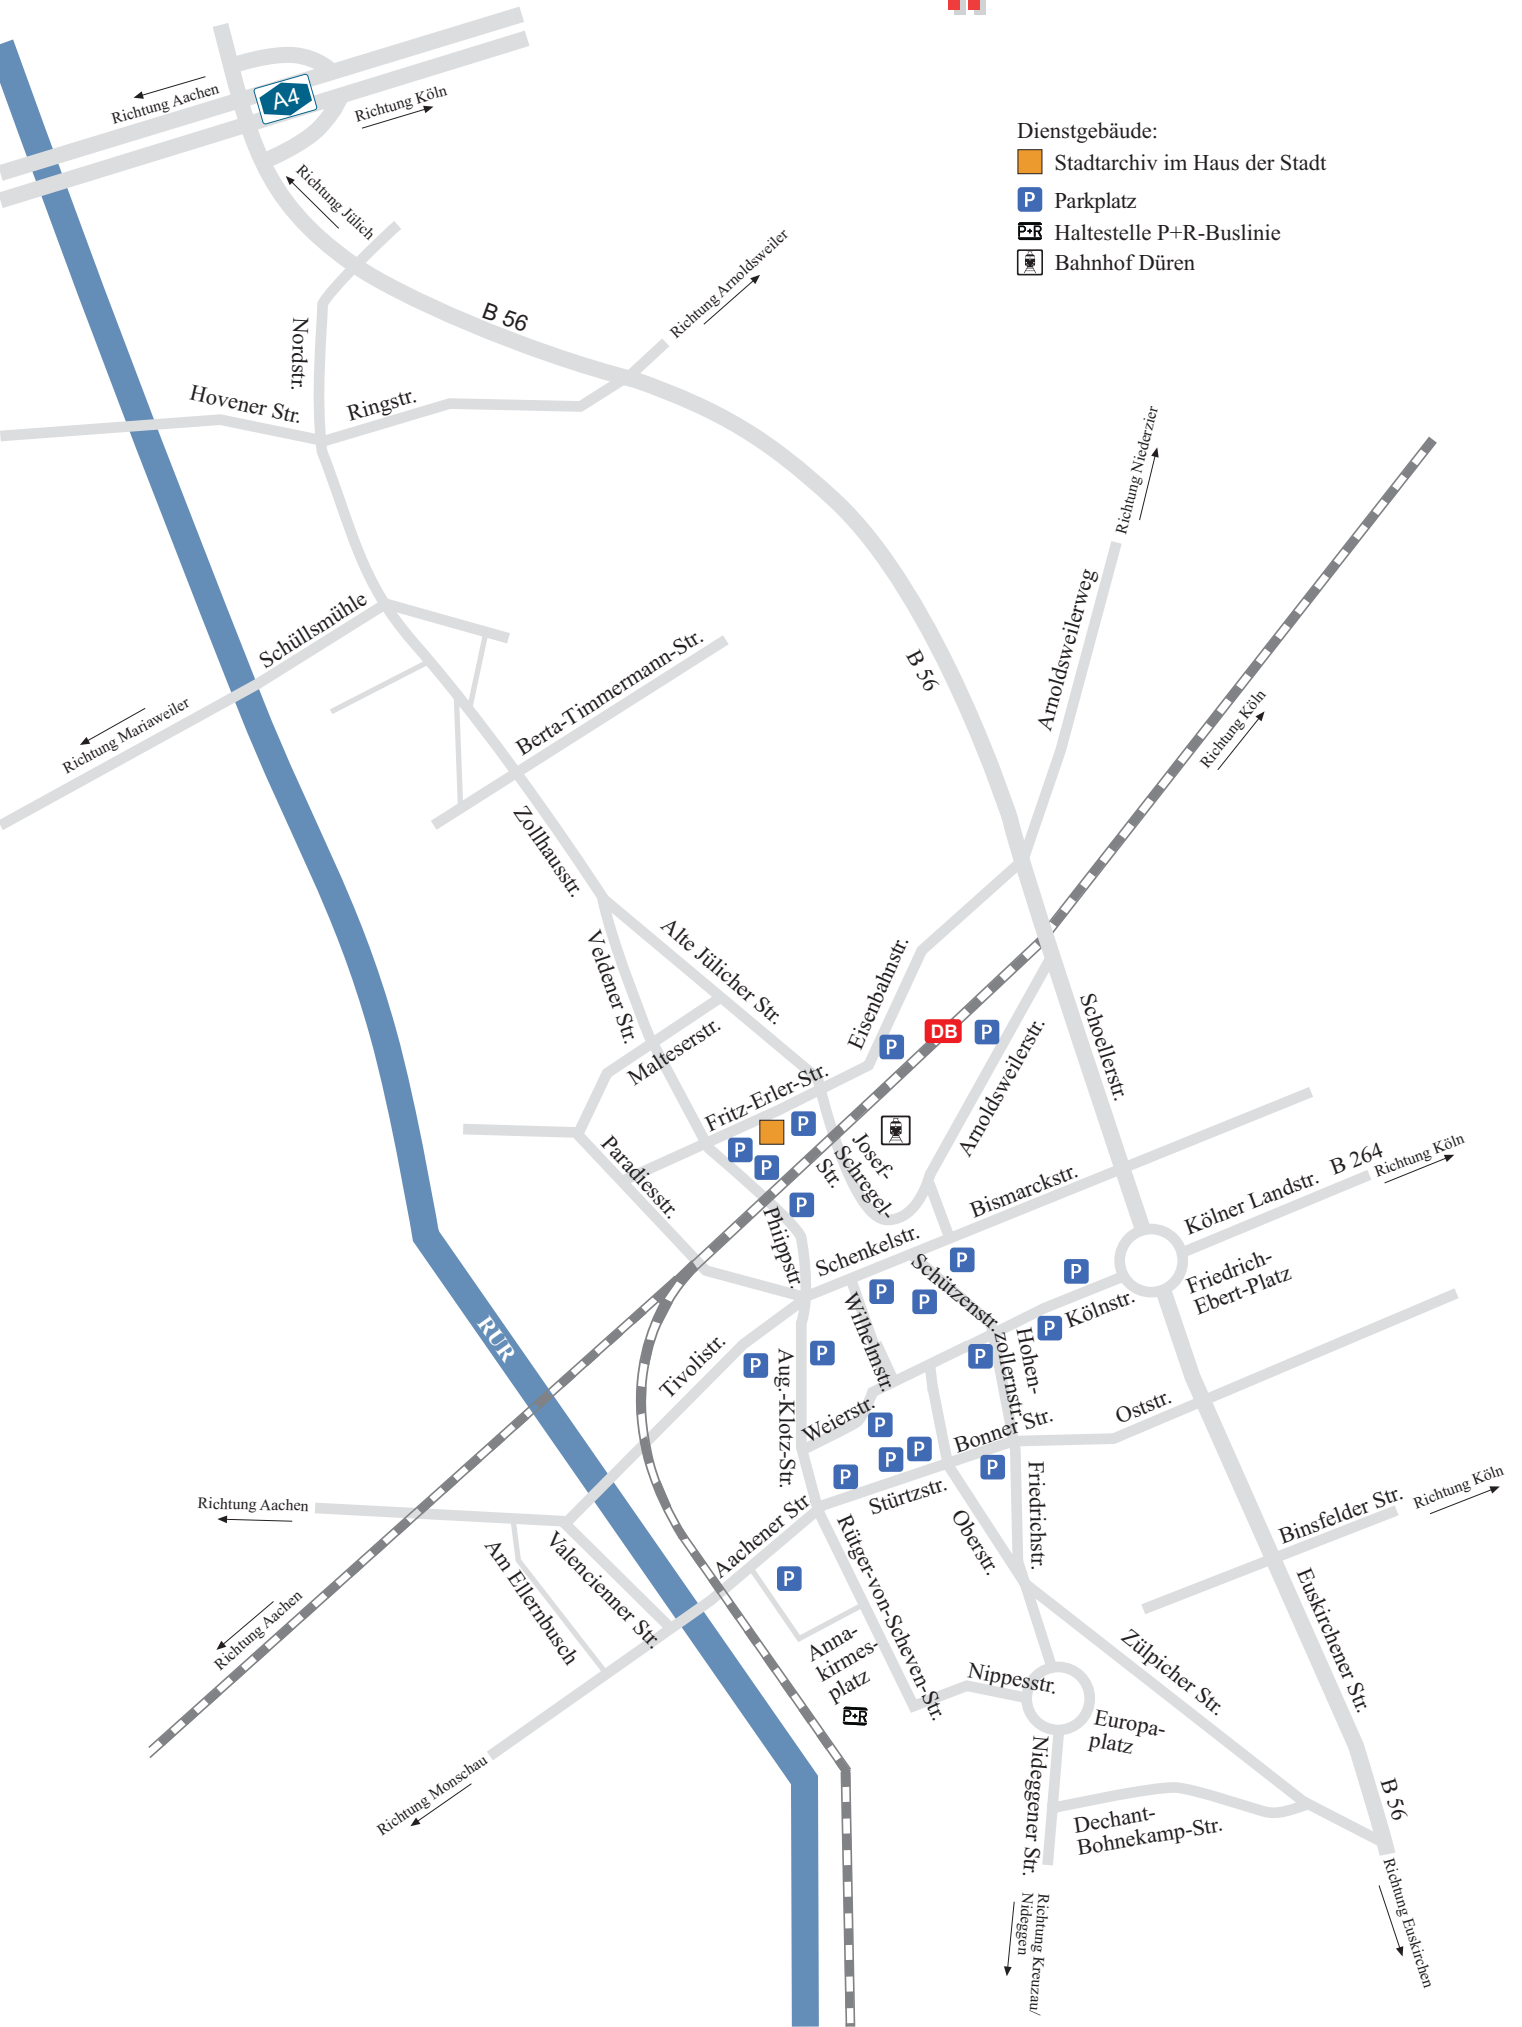 A4
Richtung Aachen
Richtung Köln
Dienstgebäude:
Stadtarchiv im Haus der Stadt
P Parkplatz
P+R Haltestelle P+R-Buslinie
Bahnhof Düren
Richtung Jülich
Richtung Arnoldsweiler
B 56
Nordstr.
Hovener Str.
Ringstr.
Richtung Niederzier
Arnoldsweilerweg
Schüllsmühle
Richtung Mariaweiler
Berta-Timmermann-Str.
B 56
Richtung Köln
Zollhausstr.
Veldener Str.
Alte Jülicher Str.
Eisenbahnstr.
Malteserstr.
DB
P
P
Schoellerstr.
Arnoldsweilerstr.
Fritz-Erler-Str.
P
P
P
P
Paradiesstr.
Josef-
Schregel-
Str.
Phiippstr.
Bismarckstr.
Kölner Landstr.
B 264
Richtung Köln
Schenkelstr.
Friedrich-
Ebert-Platz
Schützenstr.
P
P
P
P
Wilhelmstr.
Kölnstr.
P
Hohen-
zollernstr.
P
RUR
Tivolistr.
P
P
Aug.-Klotz-Str.
Weierstr.
P
P
P
P
Bonner Str.
P
Oststr.
Stürtzstr.
Friedrichstr.
Oberstr.
Richtung Aachen
Aachener Str
Richtung Köln
Binsfelder Str.
Am Ellernbusch
Valencienner Str.
P
Rütger-von-Scheven-Str.
Richtung Aachen
Anna-
kirmes-
platz
P+R
Nippesstr.
Zülpicher Str.
Euskirchener Str.
Europa-
platz
Nideggener Str.
Richtung Monschau
B 56
Dechant-
Bohnekamp-Str.
Richtung Kreuzau/
Nideggen
Richtung Euskirchen